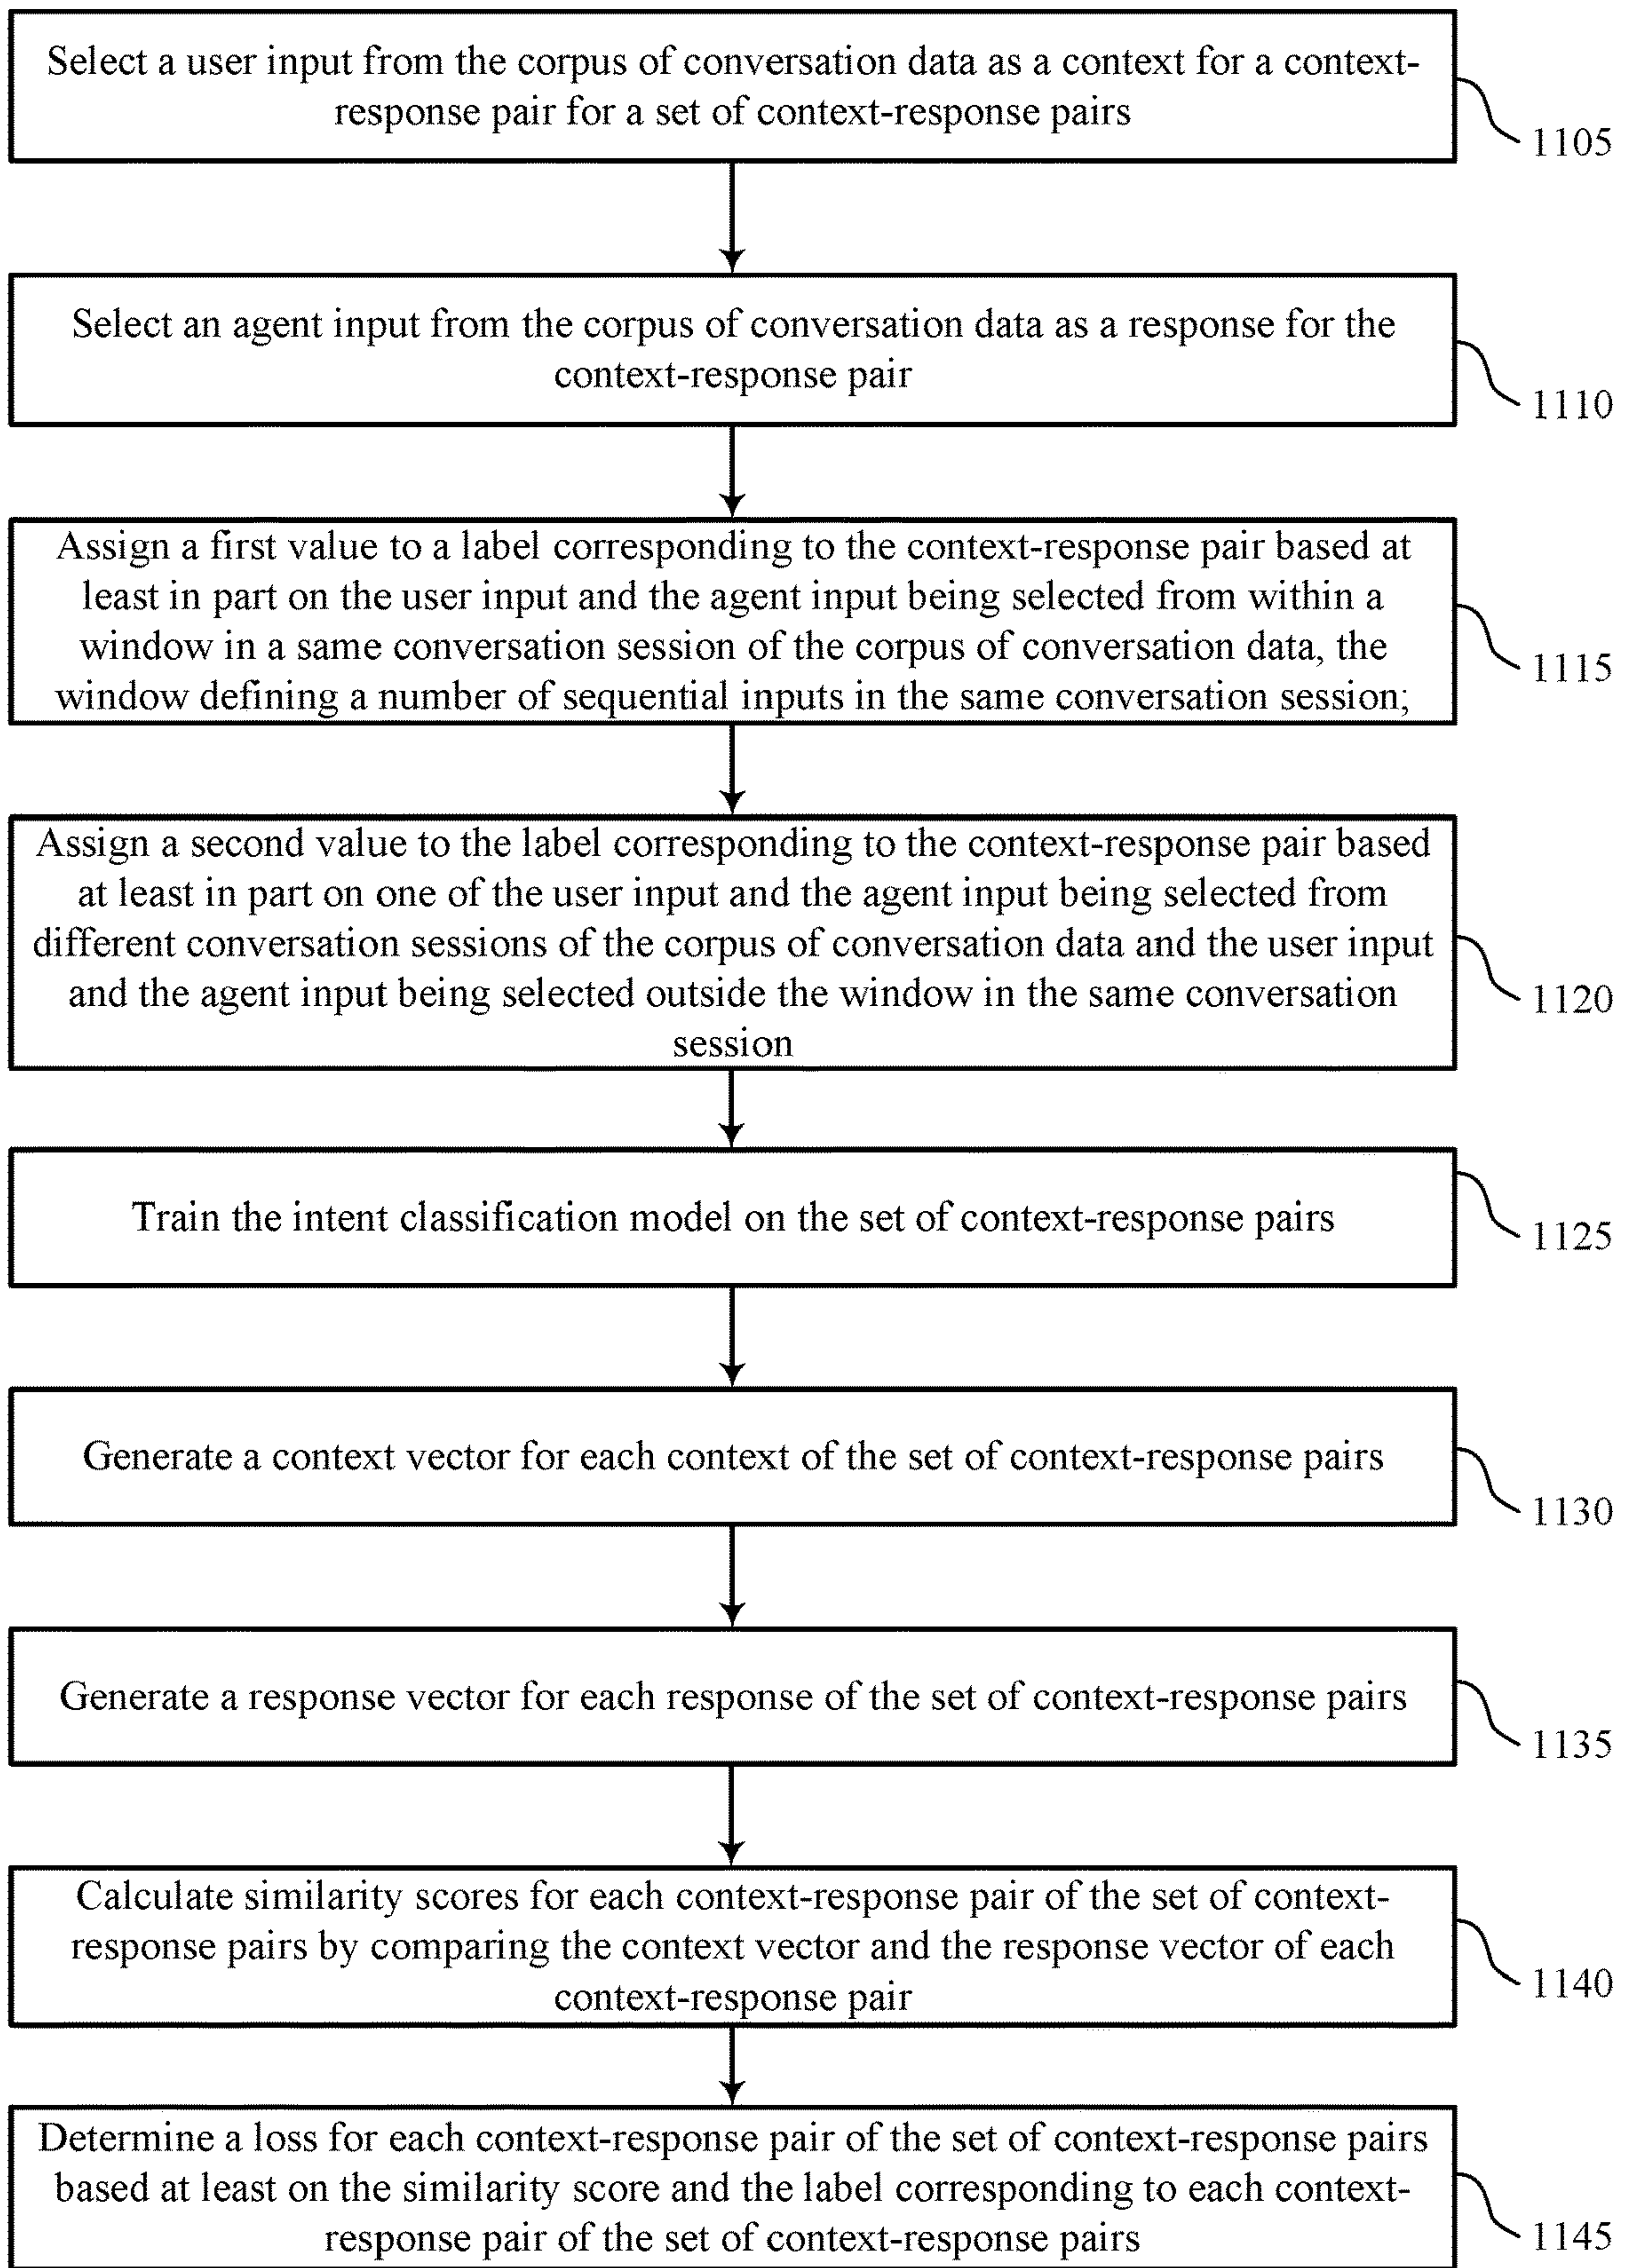 Select a user input from the corpus of conversation data as a context for a context-
response pair for a set of context-response pairs
1105
Select an agent input from the corpus of conversation data as a response for the
context-response pair
1110
Assign a first value to a label corresponding to the context-response pair based at
least in part on the user input and the agent input being selected from within a
window in a same conversation session of the corpus of conversation data, the
window defining a number of sequential inputs in the same conversation session;
1115
Assign a second value to the label corresponding to the context-response pair based
at least in part on one of the user input and the agent input being selected from
different conversation sessions of the corpus of conversation data and the user input
and the agent input being selected outside the window in the same conversation
session
1120
Train the intent classification model on the set of context-response pairs
1125
Generate a context vector for each context of the set of context-response pairs
1130
Generate a response vector for each response of the set of context-response pairs
1135
Calculate similarity scores for each context-response pair of the set of context-
response pairs by comparing the context vector and the response vector of each
context-response pair
1140
Determine a loss for each context-response pair of the set of context-response pairs
based at least on the similarity score and the label corresponding to each context-
response pair of the set of context-response pairs
1145